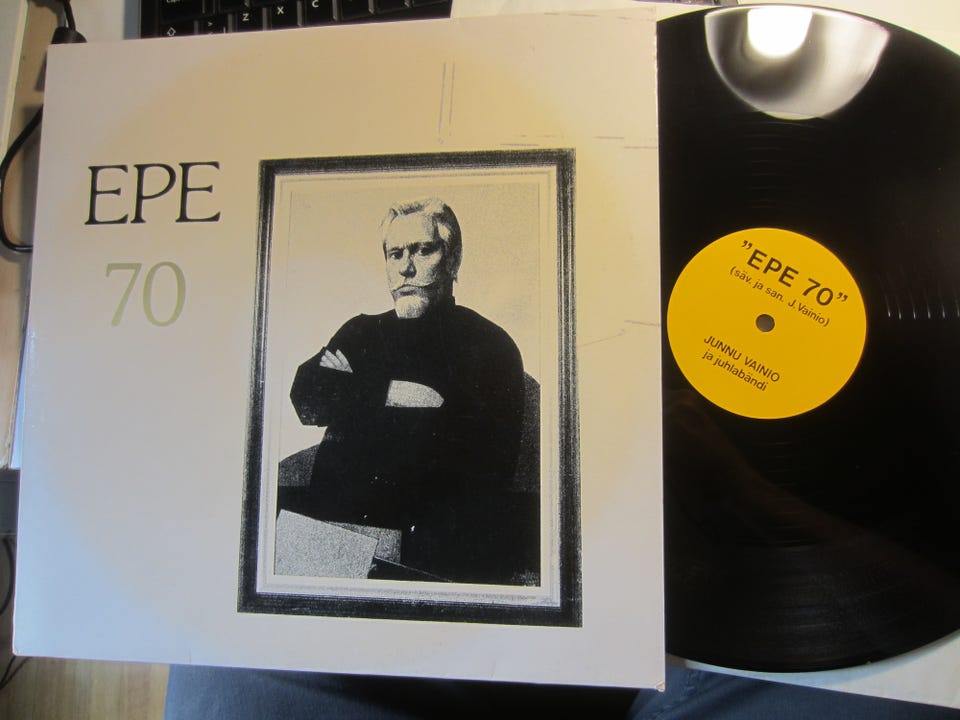 EPE
70
"EPE 70"
(säv. ja san. J. Vainio)
JUNNU VAINIO
ja juhlabändi
Z X C